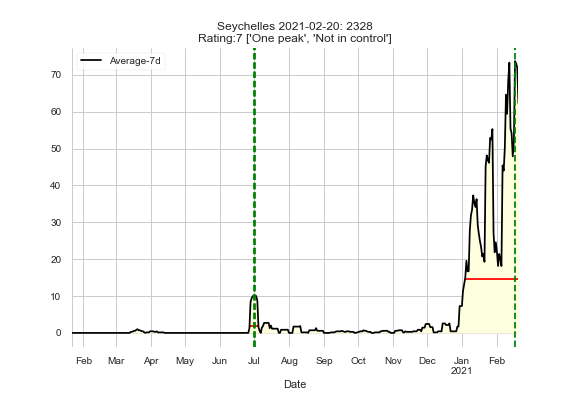 Seychelles 2021-02-20: 2328
Rating:7 ['One peak', 'Not in control']
Average-7d
70
60
50
40
30
20
10
0
Feb Mar Apr May Jun Jul Aug Sep Oct Nov Dec Jan Feb
2021
Date